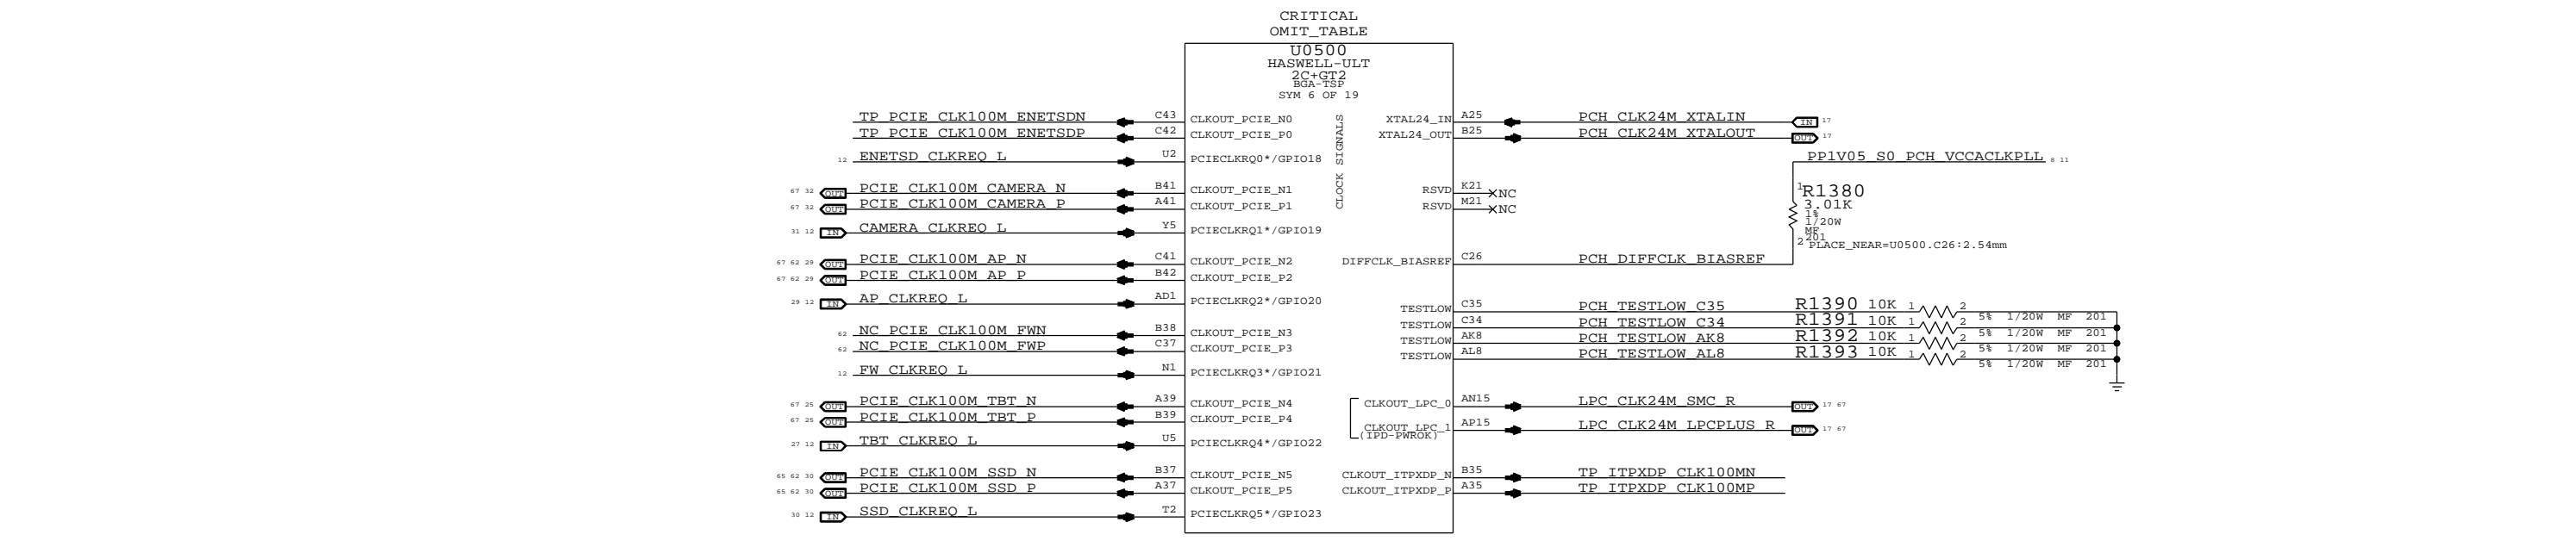 CRITICAL
OMIT_TABLE
U0500
HASWELL-ULT
2C+GT2
BGA-TSP
SYM 6 OF 19
CLOCK SIGNALS
TP_PCIE_CLK100M_ENETSDN C43 CLKOUT_PCIE_N0
TP_PCIE_CLK100M_ENETSDP C42 CLKOUT_PCIE_P0
12 ENETSD_CLKREQ_L U2 PCIECLKRQ0*/GPIO18
67 32 OUT PCIE_CLK100M_CAMERA_N B41 CLKOUT_PCIE_N1
67 32 OUT PCIE_CLK100M_CAMERA_P A41 CLKOUT_PCIE_P1
31 12 IN CAMERA_CLKREQ_L Y5 PCIECLKRQ1*/GPIO19
67 62 29 OUT PCIE_CLK100M_AP_N C41 CLKOUT_PCIE_N2
67 62 29 OUT PCIE_CLK100M_AP_P B42 CLKOUT_PCIE_P2
29 12 IN AP_CLKREQ_L AD1 PCIECLKRQ2*/GPIO20
62 NC_PCIE_CLK100M_FWN B38 CLKOUT_PCIE_N3
62 NC_PCIE_CLK100M_FWP C37 CLKOUT_PCIE_P3
12 FW_CLKREQ_L N1 PCIECLKRQ3*/GPIO21
67 25 OUT PCIE_CLK100M_TBT_N A39 CLKOUT_PCIE_N4
67 25 OUT PCIE_CLK100M_TBT_P B39 CLKOUT_PCIE_P4
27 12 IN TBT_CLKREQ_L U5 PCIECLKRQ4*/GPIO22
65 62 30 OUT PCIE_CLK100M_SSD_N B37 CLKOUT_PCIE_N5
65 62 30 OUT PCIE_CLK100M_SSD_P A37 CLKOUT_PCIE_P5
30 12 IN SSD_CLKREQ_L T2 PCIECLKRQ5*/GPIO23
XTAL24_IN A25 PCH_CLK24M_XTALIN IN 17
XTAL24_OUT B25 PCH_CLK24M_XTALOUT OUT 17
PP1V05_S0_PCH_VCCACLKPLL 8 11
RSVD K21 NC
RSVD M21 NC
1 R1380
3.01K
1%
1/20W
MF
201
2 PLACE_NEAR=U0500.C26:2.54mm
DIFFCLK_BIASREF C26 PCH_DIFFCLK_BIASREF
TESTLOW C35 PCH_TESTLOW_C35 R1390 10K 1 2 5% 1/20W MF 201
TESTLOW C34 PCH_TESTLOW_C34 R1391 10K 1 2 5% 1/20W MF 201
TESTLOW AK8 PCH_TESTLOW_AK8 R1392 10K 1 2 5% 1/20W MF 201
TESTLOW AL8 PCH_TESTLOW_AL8 R1393 10K 1 2 5% 1/20W MF 201
CLKOUT_LPC_0 AN15 LPC_CLK24M_SMC_R OUT 17 67
CLKOUT_LPC_1 AP15 LPC_CLK24M_LPCPLUS_R OUT 17 67
(IPD-PWROK)
CLKOUT_ITPXDP_N B35 TP_ITPXDP_CLK100MN
CLKOUT_ITPXDP_P A35 TP_ITPXDP_CLK100MP